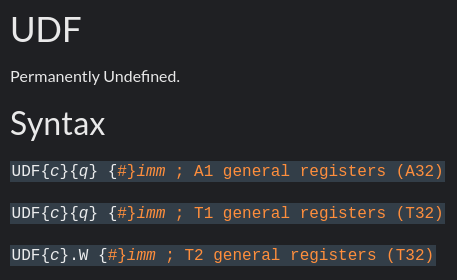 UDF
Permanently Undefined.
Syntax
UDF{c}{q} {#}imm ; A1 general registers (A32)
UDF{c}{q} {#}imm ; T1 general registers (T32)
UDF{c}.W {#}imm ; T2 general registers (T32)